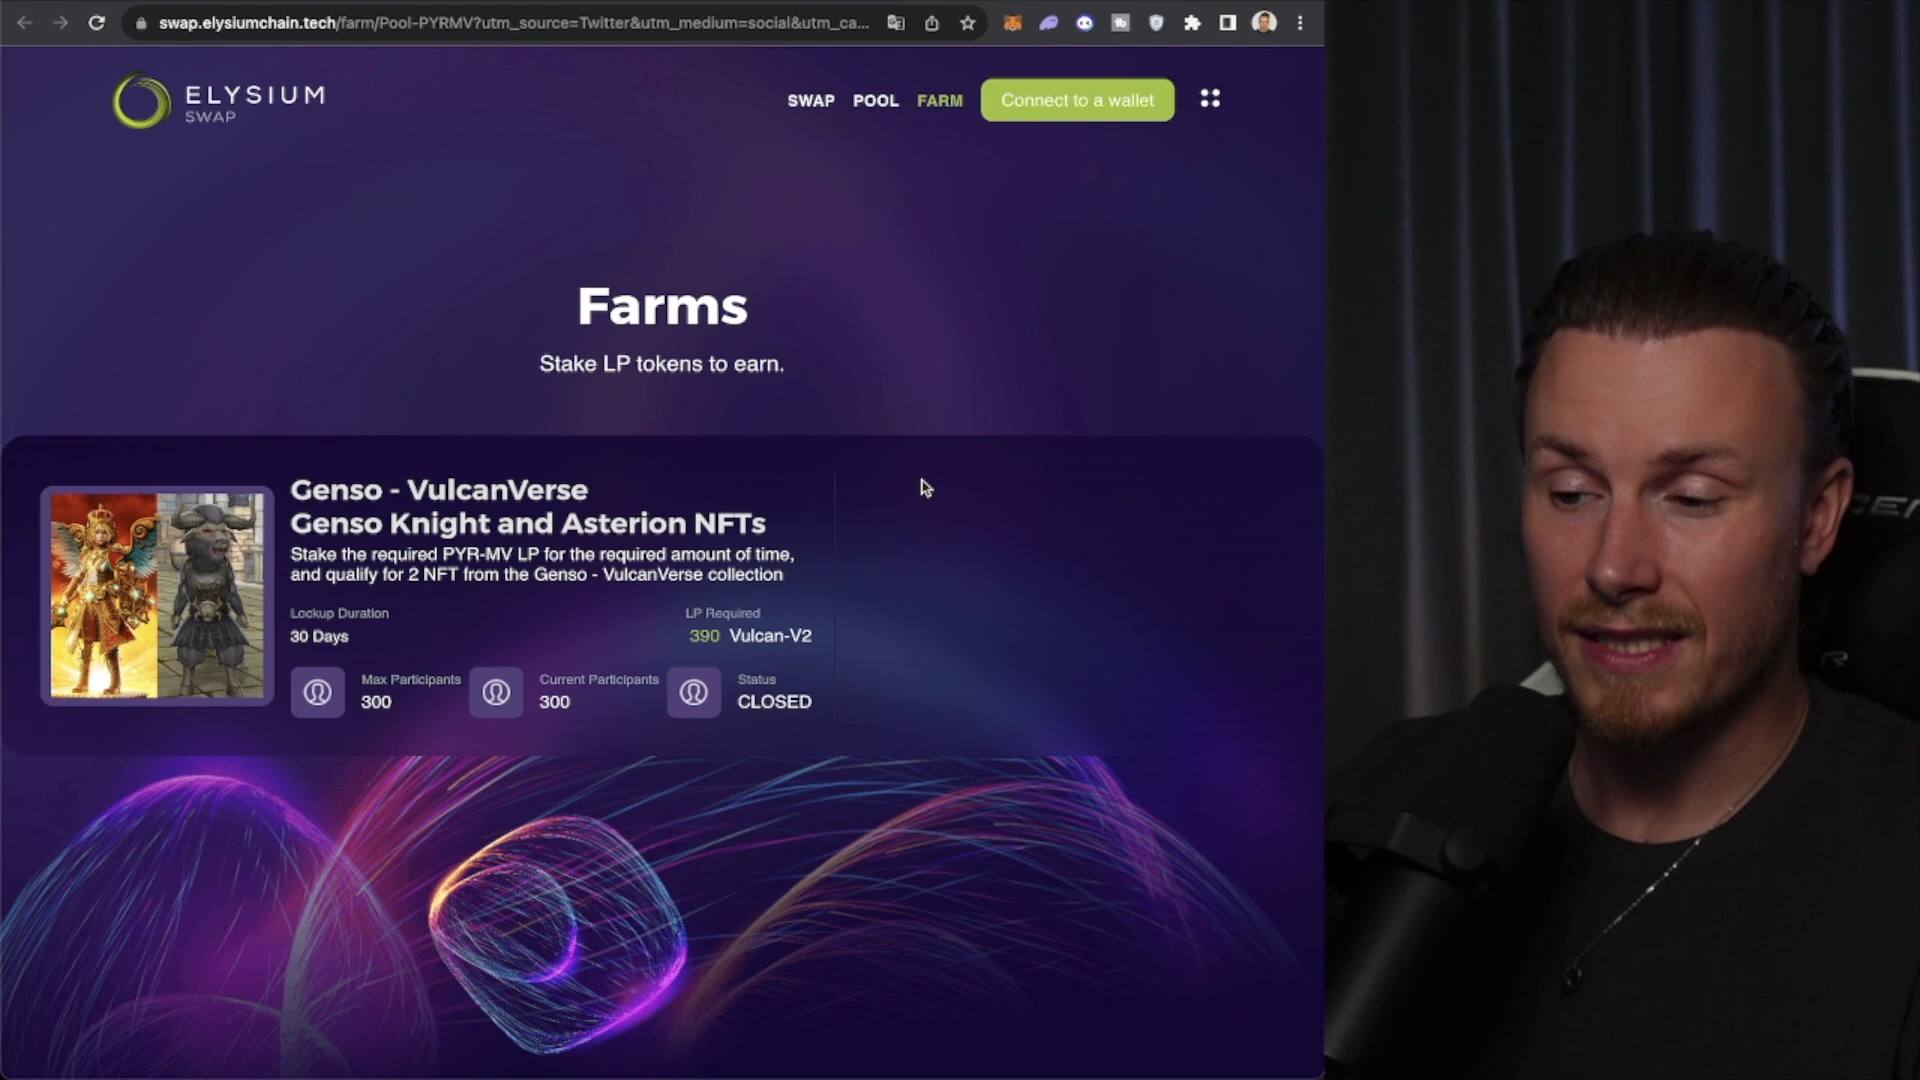 swap.elysiumchain.tech/farm/Pool-PYRMV?utm_source=Twitter&utm_medium=social&utm_ca...
ELYSIUM
SWAP
SWAP POOL FARM Connect to a wallet
Farms
Stake LP tokens to earn.
Genso - VulcanVerse
Genso Knight and Asterion NFTs
Stake the required PYR-MV LP for the required amount of time,
and qualify for 2 NFT from the Genso - VulcanVerse collection
Lockup Duration LP Required
30 Days 390 Vulcan-V2
Max Participants Current Participants Status
300 300 CLOSED